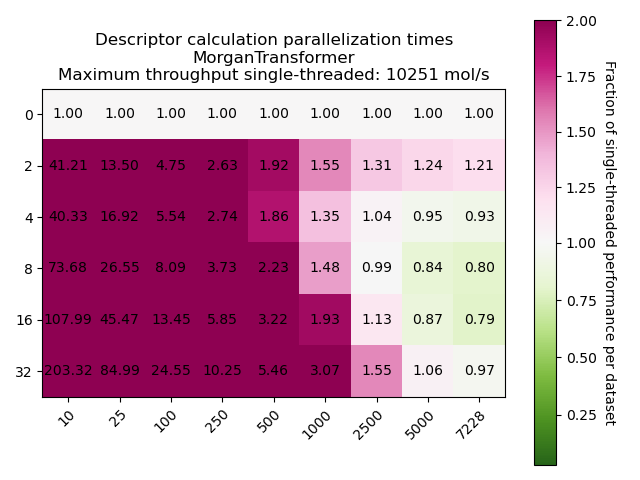 Descriptor calculation parallelization times
MorganTransformer
Maximum throughput single-threaded: 10251 mol/s
0 1.00 1.00 1.00 1.00 1.00 1.00 1.00 1.00 1.00
2 41.21 13.50 4.75 2.63 1.92 1.55 1.31 1.24 1.21
4 40.33 16.92 5.54 2.74 1.86 1.35 1.04 0.95 0.93
8 73.68 26.55 8.09 3.73 2.23 1.48 0.99 0.84 0.80
16 107.99 45.47 13.45 5.85 3.22 1.93 1.13 0.87 0.79
32 203.32 84.99 24.55 10.25 5.46 3.07 1.55 1.06 0.97
10 25 100 250 500 1000 2500 5000 7228
2.00
1.75
1.50
1.25
1.00
0.75
0.50
0.25
Fraction of single-threaded performance per dataset